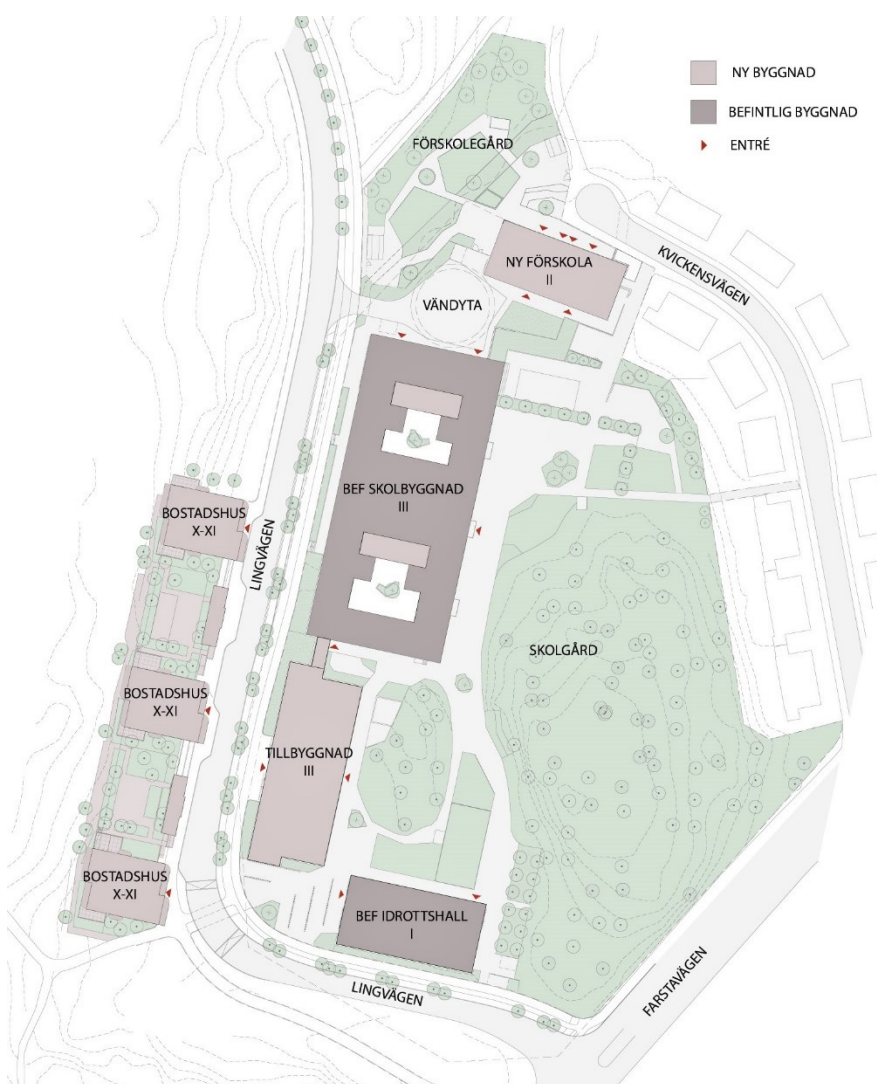 NY BYGGNAD
BEFINTLIG BYGGNAD
ENTRÉ
FÖRSKOLEGÅRD
NY FÖRSKOLA
II
KVICKENSVÄGEN
VÄNDYTA
BEF SKOLBYGGNAD
III
BOSTADSHUS
X-XI
LINGVÄGEN
SKOLGÅRD
BOSTADSHUS
X-XI
TILLBYGGNAD
III
BOSTADSHUS
X-XI
BEF IDROTTSHALL
I
LINGVÄGEN
FARSTAVÄGEN